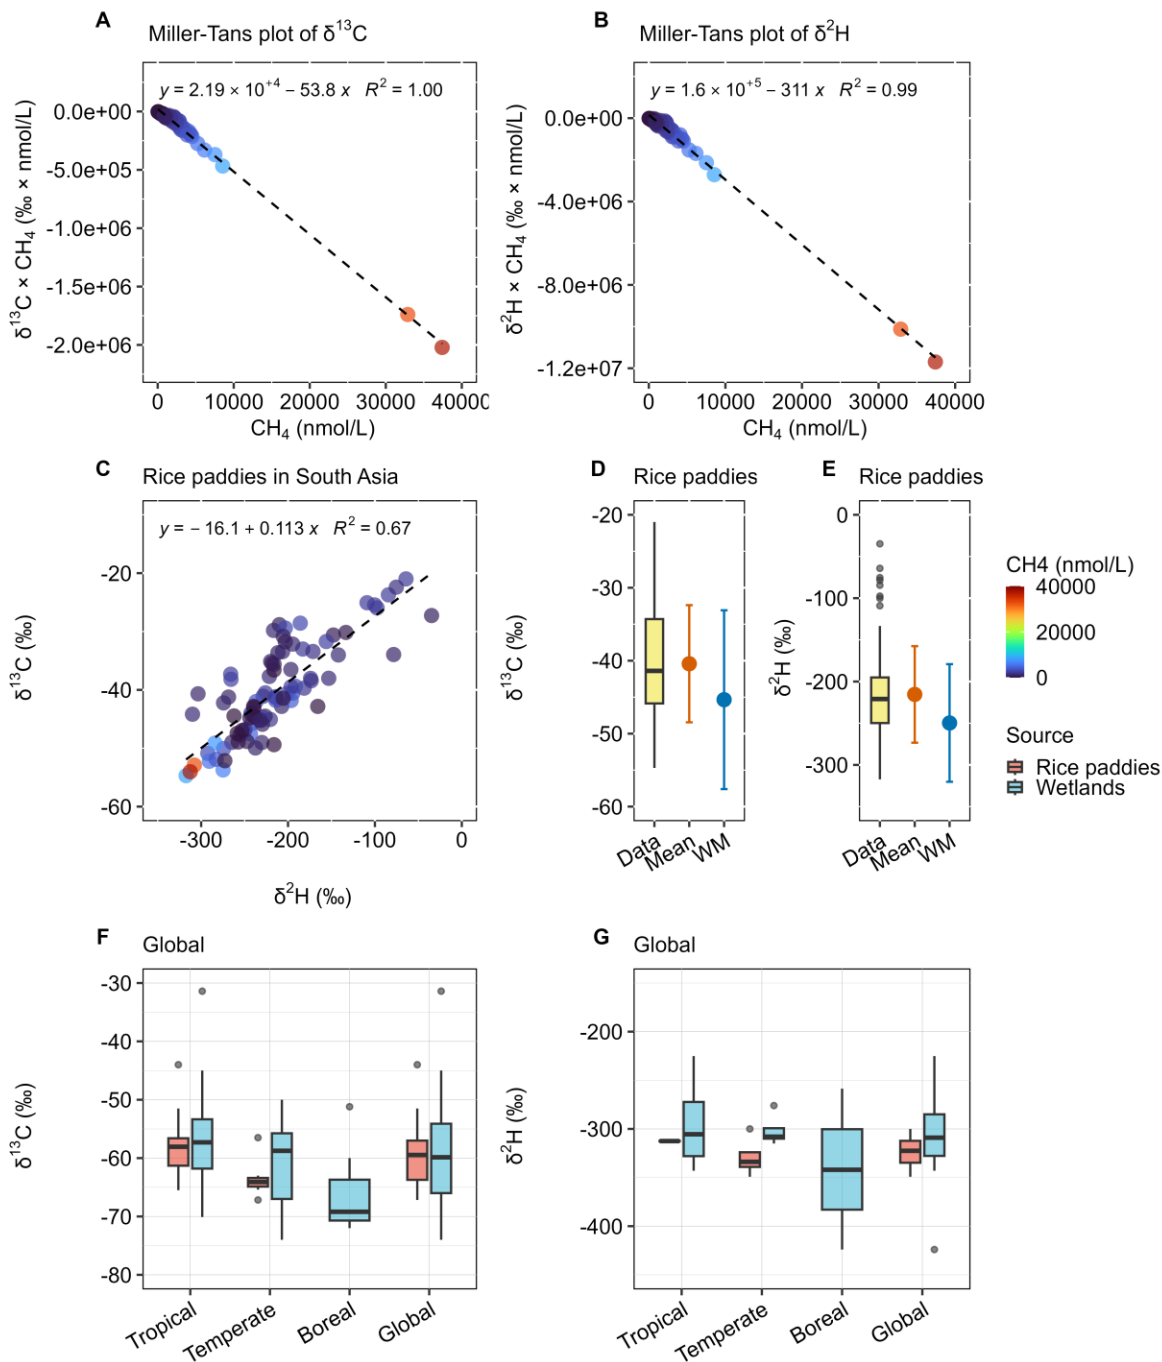 A
Miller-Tans plot of δ¹³C
y = 2.19 × 10⁺⁴ − 53.8 x   R² = 1.00
0.0e+00
-5.0e+05
-1.0e+06
-1.5e+06
-2.0e+06
δ¹³C × CH₄ (‰ × nmol/L)
0 10000 20000 30000 40000
CH₄ (nmol/L)
B
Miller-Tans plot of δ²H
y = 1.6 × 10⁺⁵ − 311 x   R² = 0.99
0.0e+00
-4.0e+06
-8.0e+06
-1.2e+07
δ²H × CH₄ (‰ × nmol/L)
0 10000 20000 30000 40000
CH₄ (nmol/L)
C
Rice paddies in South Asia
y = − 16.1 + 0.113 x   R² = 0.67
-20
-40
-60
δ¹³C (‰)
-300 -200 -100 0
δ²H (‰)
D
Rice paddies
-20
-30
-40
-50
-60
δ¹³C (‰)
Data Mean WM
E
Rice paddies
0
-100
-200
-300
δ²H (‰)
Data Mean WM
CH4 (nmol/L)
40000
20000
0
Source
Rice paddies
Wetlands
F
Global
-30
-40
-50
-60
-70
-80
δ¹³C (‰)
Tropical Temperate Boreal Global
G
Global
-200
-300
-400
δ²H (‰)
Tropical Temperate Boreal Global